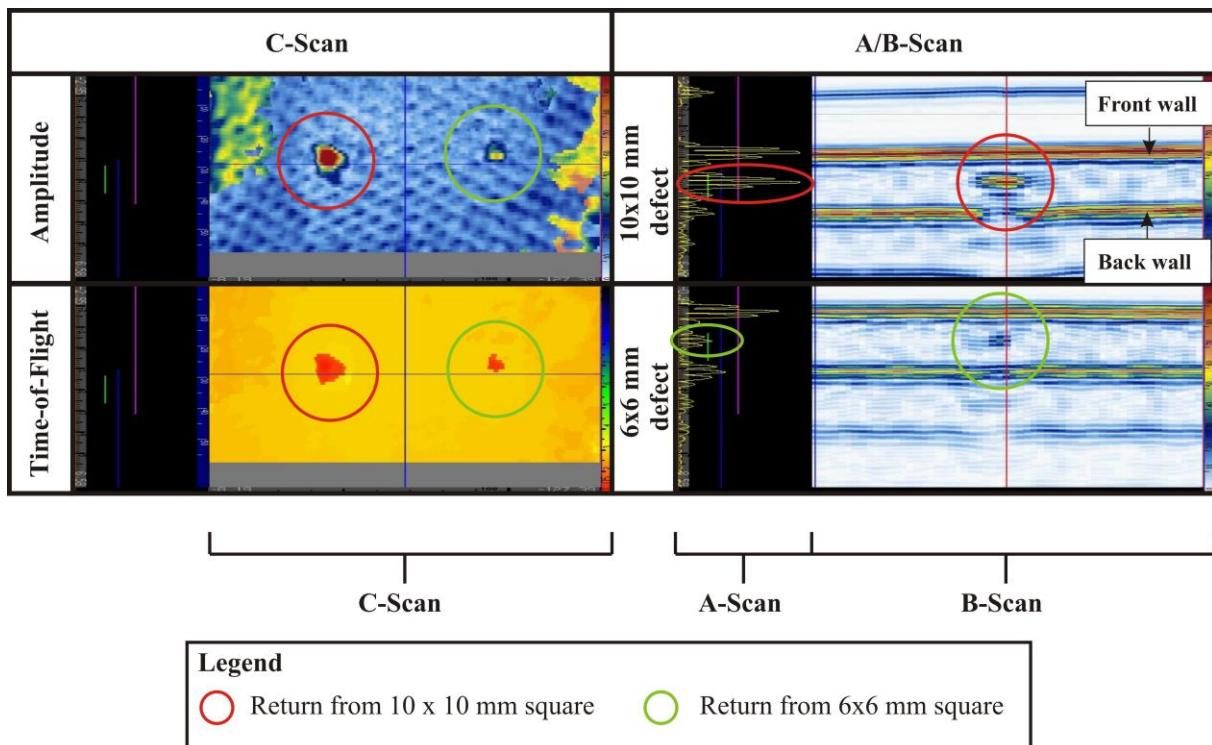 C-Scan
A/B-Scan
Amplitude
10x10 mm
defect
Front wall
Back wall
Time-of-Flight
6x6 mm
defect
C-Scan
A-Scan
B-Scan
Legend
Return from 10 x 10 mm square
Return from 6x6 mm square